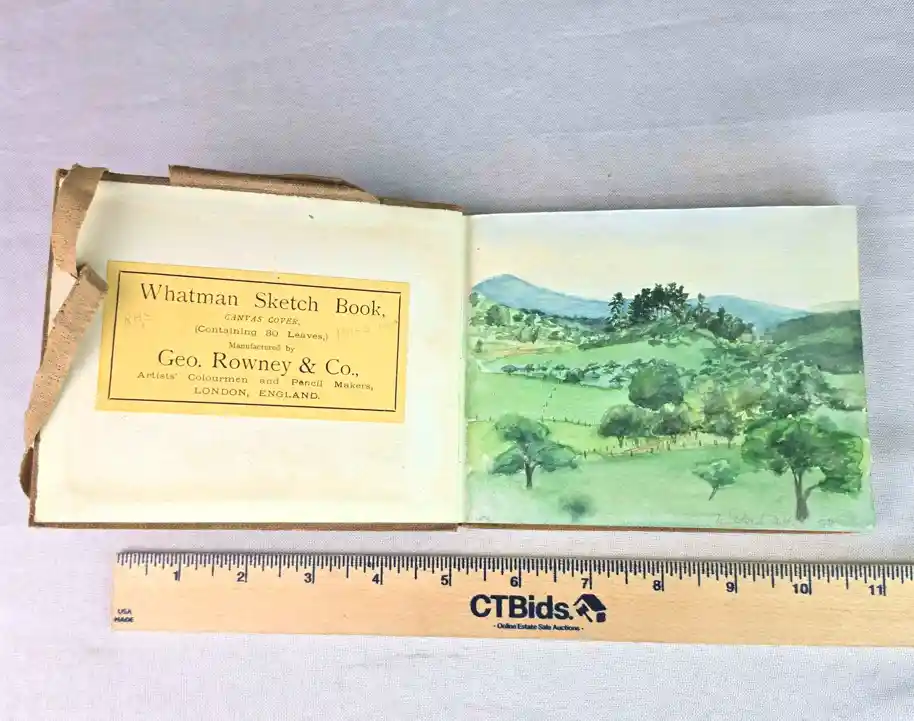 Whatman Sketch Book,
CANVAS COVER,
(Containing 80 Leaves,)
Manufactured by
Geo. Rowney & Co.,
Artists' Colourmen and Pencil Makers,
LONDON, ENGLAND.
1 2 3 4 5 6 7 8 9 10 11
USA
MADE
CTBids.
- Online Estate Sale Auctions -